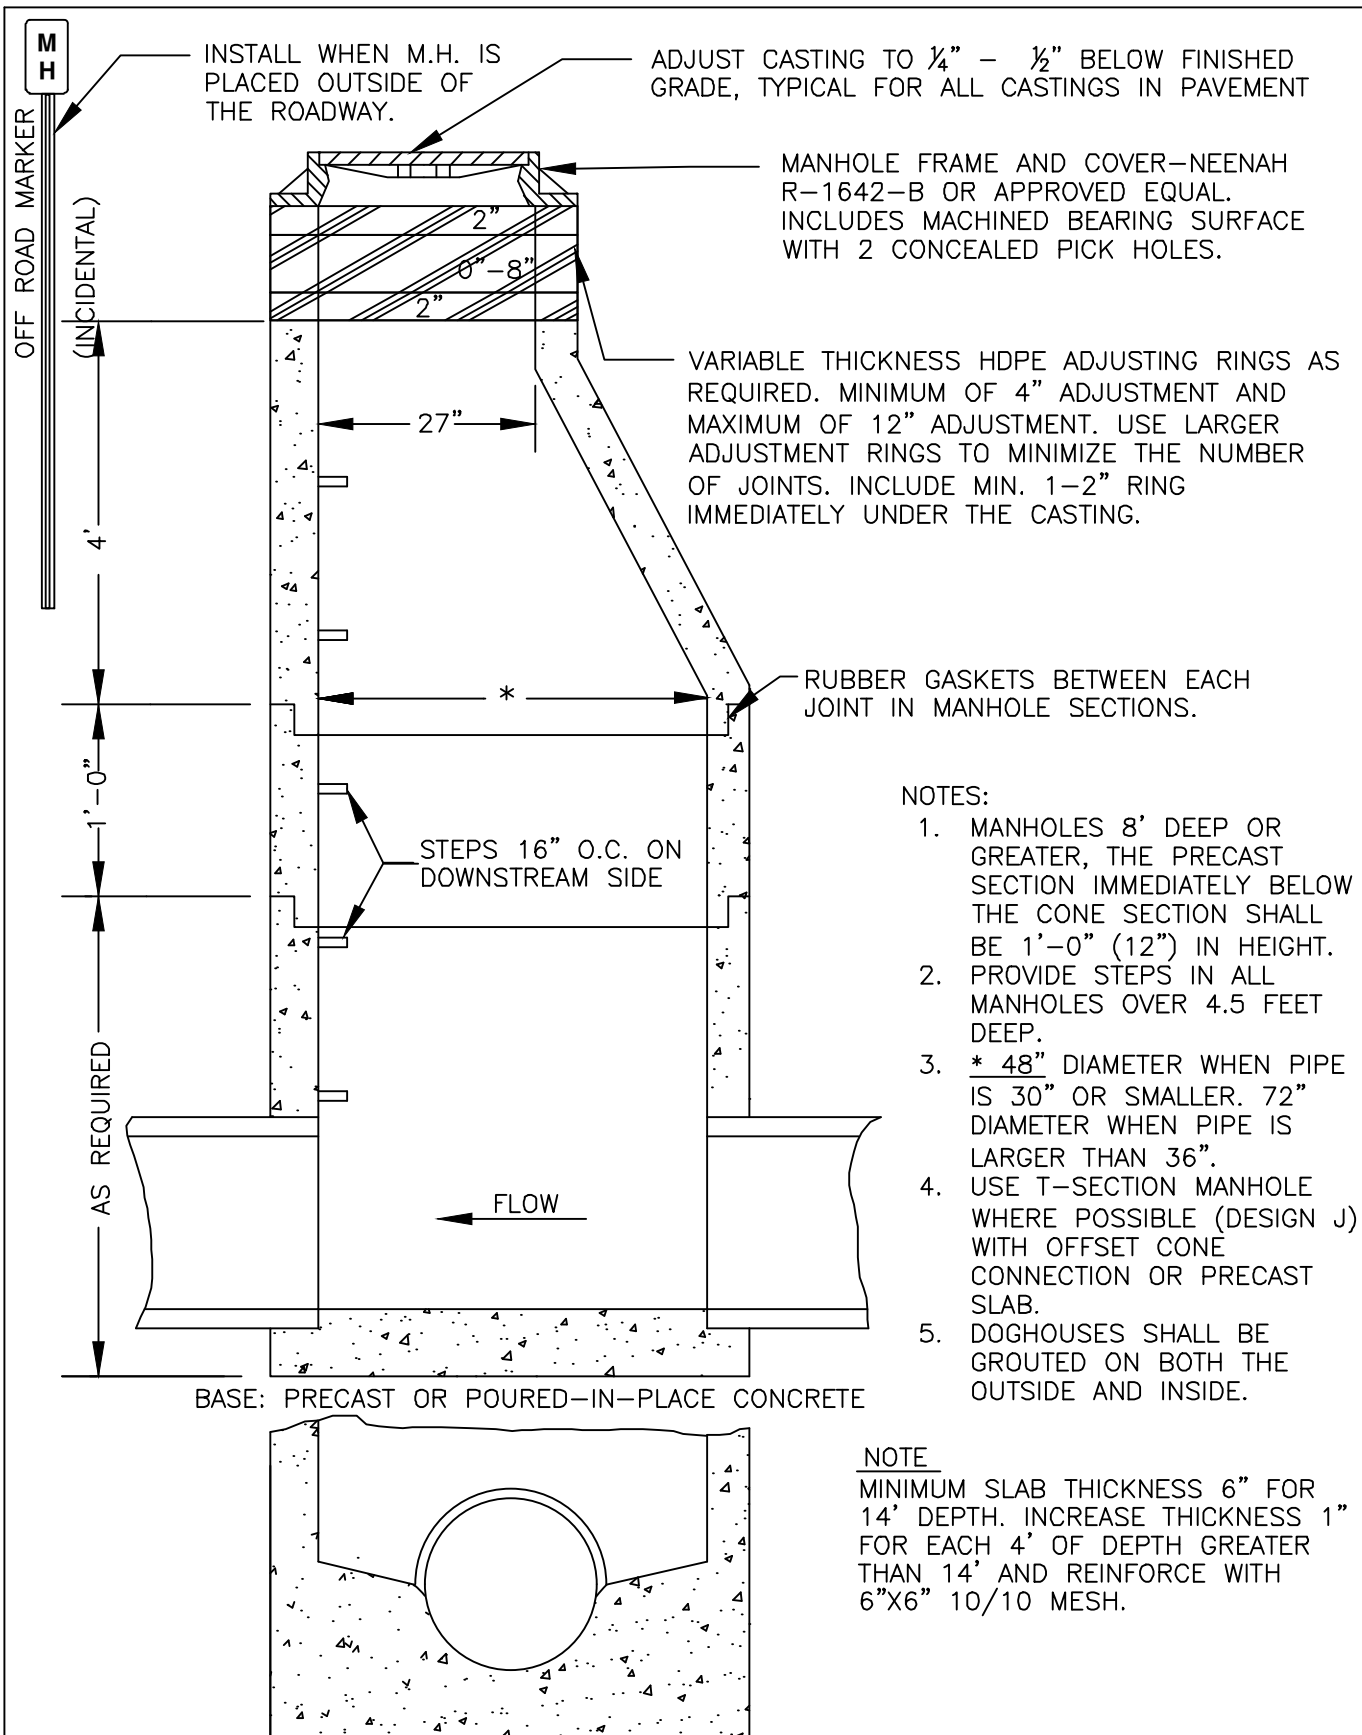 M
H
INSTALL WHEN M.H. IS
PLACED OUTSIDE OF
THE ROADWAY.
ADJUST CASTING TO ¼” – ½” BELOW FINISHED
GRADE, TYPICAL FOR ALL CASTINGS IN PAVEMENT
OFF ROAD MARKER
(INCIDENTAL)
MANHOLE FRAME AND COVER–NEENAH
R–1642–B OR APPROVED EQUAL.
INCLUDES MACHINED BEARING SURFACE
WITH 2 CONCEALED PICK HOLES.
2”
0”–8”
2”
VARIABLE THICKNESS HDPE ADJUSTING RINGS AS
REQUIRED. MINIMUM OF 4” ADJUSTMENT AND
MAXIMUM OF 12” ADJUSTMENT. USE LARGER
ADJUSTMENT RINGS TO MINIMIZE THE NUMBER
OF JOINTS. INCLUDE MIN. 1–2” RING
IMMEDIATELY UNDER THE CASTING.
27”
4’
*
RUBBER GASKETS BETWEEN EACH
JOINT IN MANHOLE SECTIONS.
1’–0”
STEPS 16” O.C. ON
DOWNSTREAM SIDE
NOTES:
1. MANHOLES 8’ DEEP OR
GREATER, THE PRECAST
SECTION IMMEDIATELY BELOW
THE CONE SECTION SHALL
BE 1’–0” (12”) IN HEIGHT.
2. PROVIDE STEPS IN ALL
MANHOLES OVER 4.5 FEET
DEEP.
3. * 48” DIAMETER WHEN PIPE
IS 30” OR SMALLER. 72”
DIAMETER WHEN PIPE IS
LARGER THAN 36”.
4. USE T–SECTION MANHOLE
WHERE POSSIBLE (DESIGN J)
WITH OFFSET CONE
CONNECTION OR PRECAST
SLAB.
5. DOGHOUSES SHALL BE
GROUTED ON BOTH THE
OUTSIDE AND INSIDE.
AS REQUIRED
FLOW
BASE: PRECAST OR POURED–IN–PLACE CONCRETE
NOTE
MINIMUM SLAB THICKNESS 6” FOR
14’ DEPTH. INCREASE THICKNESS 1”
FOR EACH 4’ OF DEPTH GREATER
THAN 14’ AND REINFORCE WITH
6”X6” 10/10 MESH.